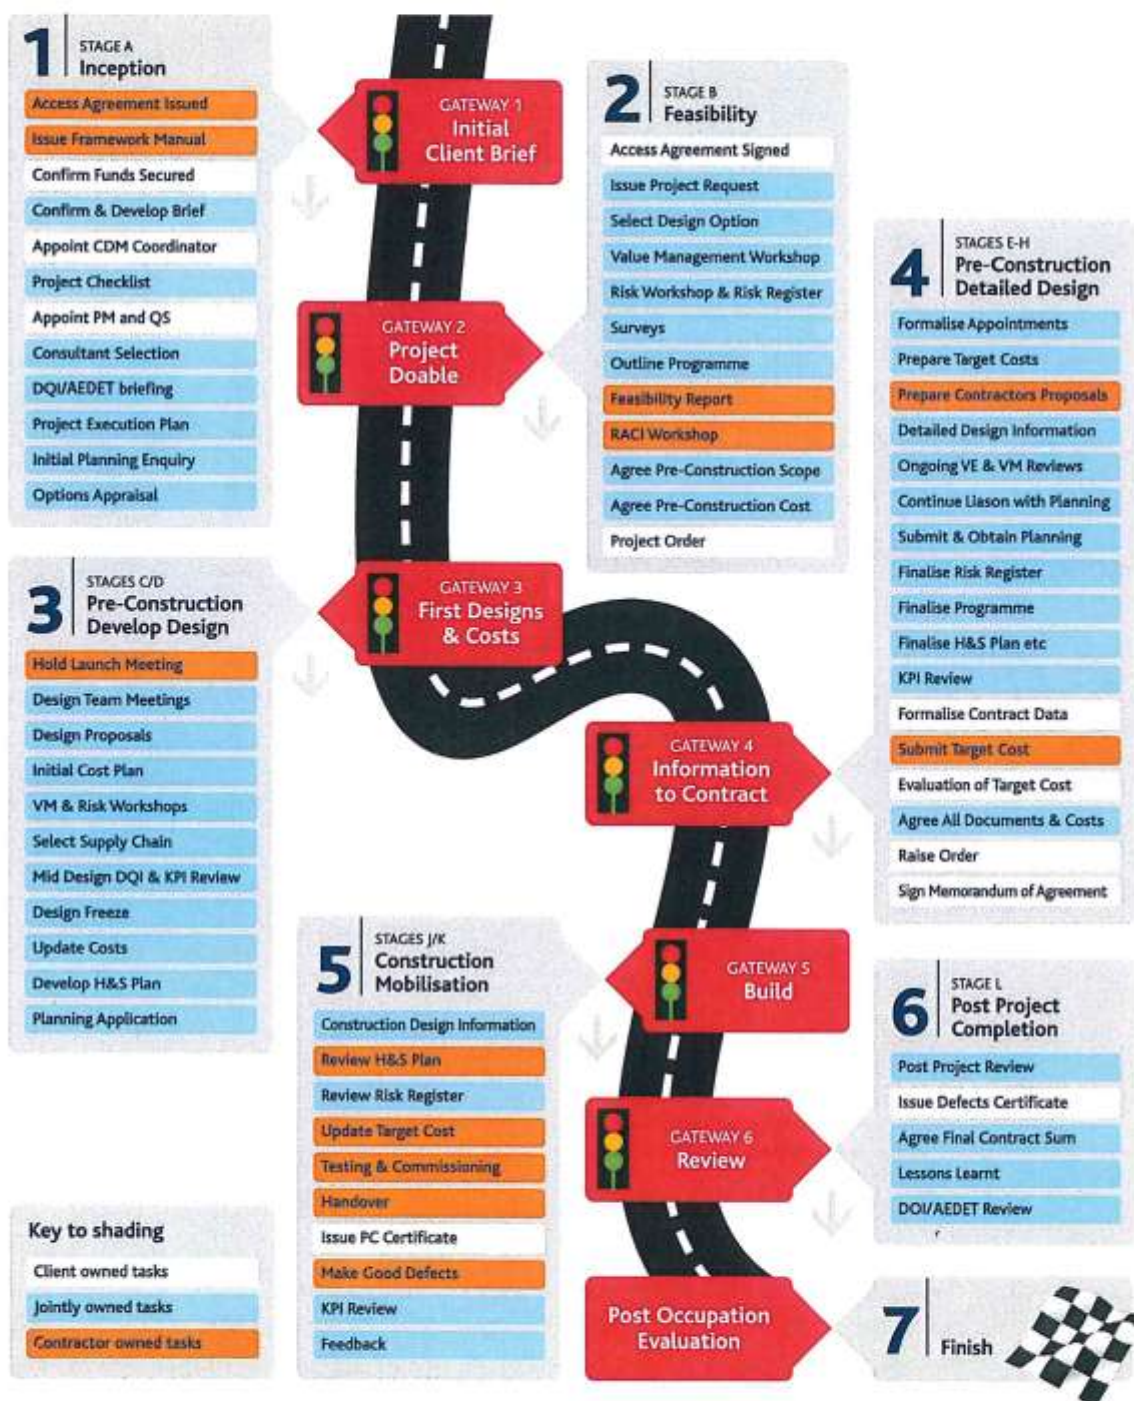 1
STAGE A
Inception
Access Agreement Issued
Issue Framework Manual
Confirm Funds Secured
Confirm & Develop Brief
Appoint CDM Coordinator
Project Checklist
Appoint PM and QS
Consultant Selection
DQI/AEDET briefing
Project Execution Plan
Initial Planning Enquiry
Options Appraisal
GATEWAY 1
Initial
Client Brief
2
STAGE B
Feasibility
Access Agreement Signed
Issue Project Request
Select Design Option
Value Management Workshop
Risk Workshop & Risk Register
Surveys
Outline Programme
Feasibility Report
RACI Workshop
Agree Pre-Construction Scope
Agree Pre-Construction Cost
Project Order
GATEWAY 2
Project
Doable
3
STAGES C/D
Pre-Construction
Develop Design
Hold Launch Meeting
Design Team Meetings
Design Proposals
Initial Cost Plan
VM & Risk Workshops
Select Supply Chain
Mid Design DQI & KPI Review
Design Freeze
Update Costs
Develop H&S Plan
Planning Application
GATEWAY 3
First Designs
& Costs
4
STAGES E-H
Pre-Construction
Detailed Design
Formalise Appointments
Prepare Target Costs
Prepare Contractors Proposals
Detailed Design Information
Ongoing VE & VM Reviews
Continue Liason with Planning
Submit & Obtain Planning
Finalise Risk Register
Finalise Programme
Finalise H&S Plan etc
KPI Review
Formalise Contract Data
Submit Target Cost
Evaluation of Target Cost
Agree All Documents & Costs
Raise Order
Sign Memorandum of Agreement
GATEWAY 4
Information
to Contract
5
STAGES J/K
Construction
Mobilisation
Construction Design Information
Review H&S Plan
Review Risk Register
Update Target Cost
Testing & Commissioning
Handover
Issue PC Certificate
Make Good Defects
KPI Review
Feedback
GATEWAY 5
Build
6
STAGE L
Post Project
Completion
Post Project Review
Issue Defects Certificate
Agree Final Contract Sum
Lessons Learnt
DOI/AEDET Review
GATEWAY 6
Review
Key to shading
Client owned tasks
Jointly owned tasks
Contractor owned tasks
Post Occupation
Evaluation
7
Finish